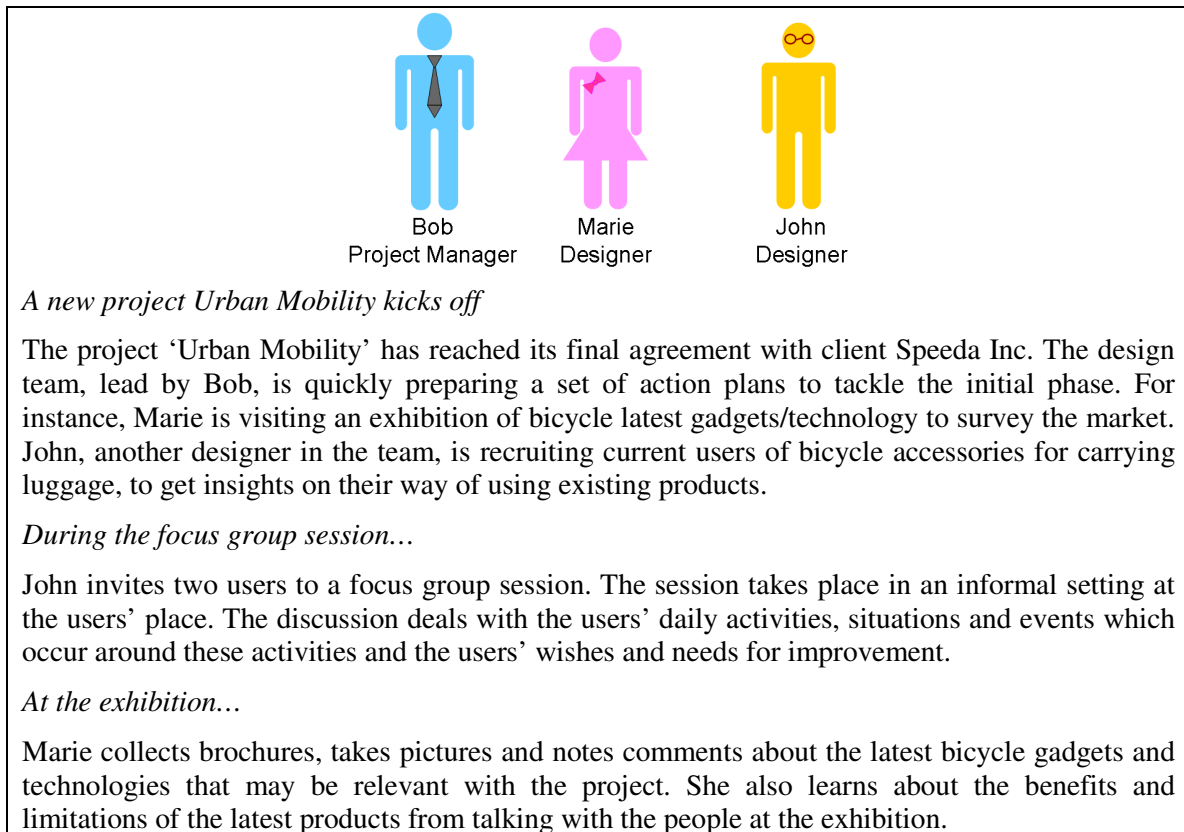 Bob
Project Manager
Marie
Designer
John
Designer
A new project Urban Mobility kicks off
The project ‘Urban Mobility’ has reached its final agreement with client Speeda Inc. The design
team, lead by Bob, is quickly preparing a set of action plans to tackle the initial phase. For
instance, Marie is visiting an exhibition of bicycle latest gadgets/technology to survey the market.
John, another designer in the team, is recruiting current users of bicycle accessories for carrying
luggage, to get insights on their way of using existing products.
During the focus group session…
John invites two users to a focus group session. The session takes place in an informal setting at
the users’ place. The discussion deals with the users’ daily activities, situations and events which
occur around these activities and the users’ wishes and needs for improvement.
At the exhibition…
Marie collects brochures, takes pictures and notes comments about the latest bicycle gadgets and
technologies that may be relevant with the project. She also learns about the benefits and
limitations of the latest products from talking with the people at the exhibition.